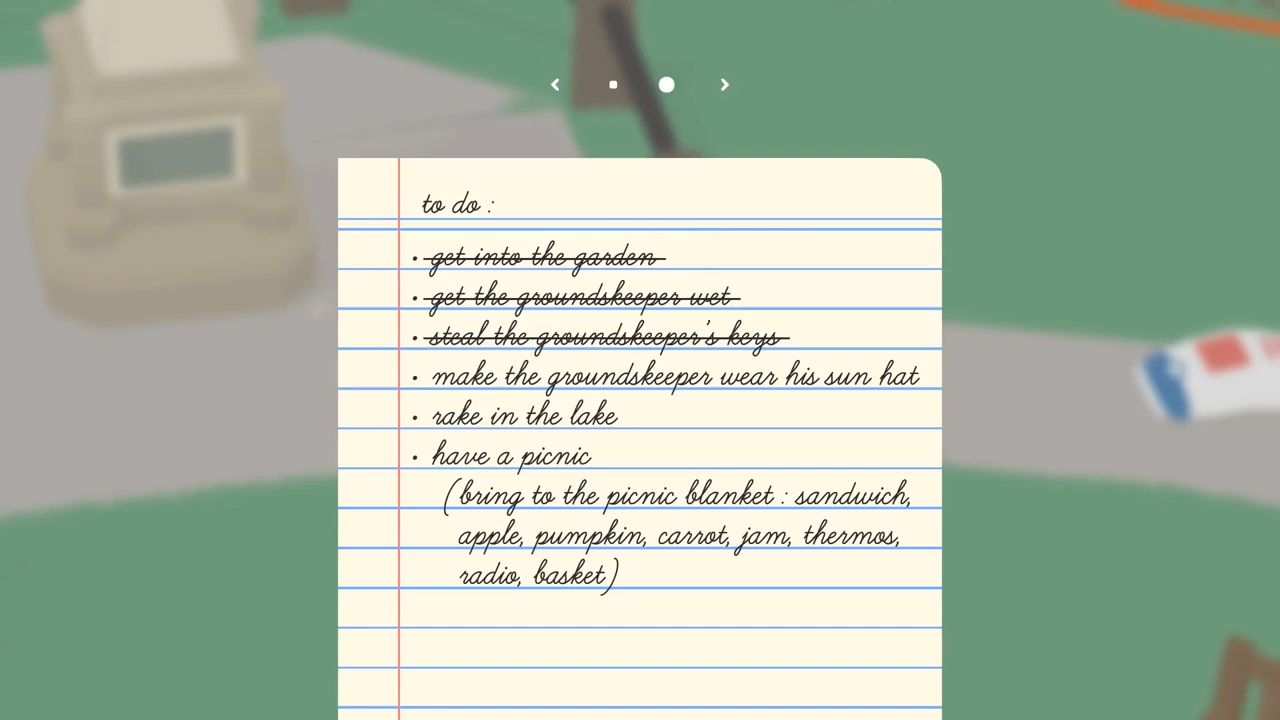 to do :
• get into the garden
• get the groundskeeper wet
• steal the groundskeeper's keys
• make the groundskeeper wear his sun hat
• rake in the lake
• have a picnic
(bring to the picnic blanket : sandwich,
apple, pumpkin, carrot, jam, thermos,
radio, basket)